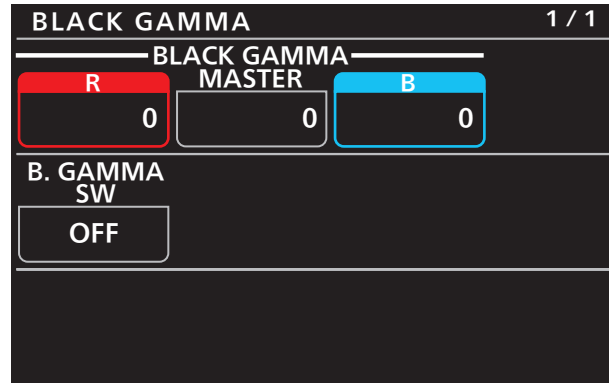 BLACK GAMMA 1 / 1
BLACK GAMMA
R MASTER B
0 0 0
B. GAMMA
SW
OFF